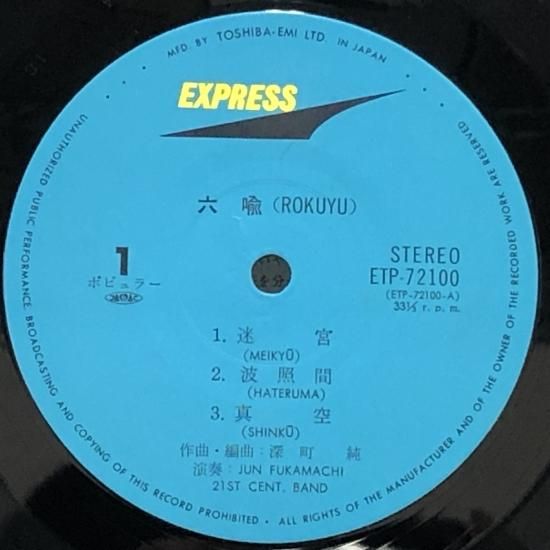 MFD. BY TOSHIBA-EMI LTD. IN JAPAN
EXPRESS
六 喩 (ROKUYU)
1
ポピュラー
STEREO
ETP-72100
(ETP-72100-A)
33⅓ r. p. m.
1. 迷 宮
(MEIKYŪ)
2. 波 照 間
(HATERUMA)
3. 真 空
(SHINKŪ)
作曲・編曲：深 町 純
演奏：JUN FUKAMACHI
21ST CENT. BAND
UNAUTHORIZED PUBLIC PERFORMANCE, BROADCASTING AND COPYING OF THIS RECORD PROHIBITED • ALL RIGHTS OF THE MANUFACTURER AND OF THE OWNER OF THE RECORDED WORK ARE RESERVED